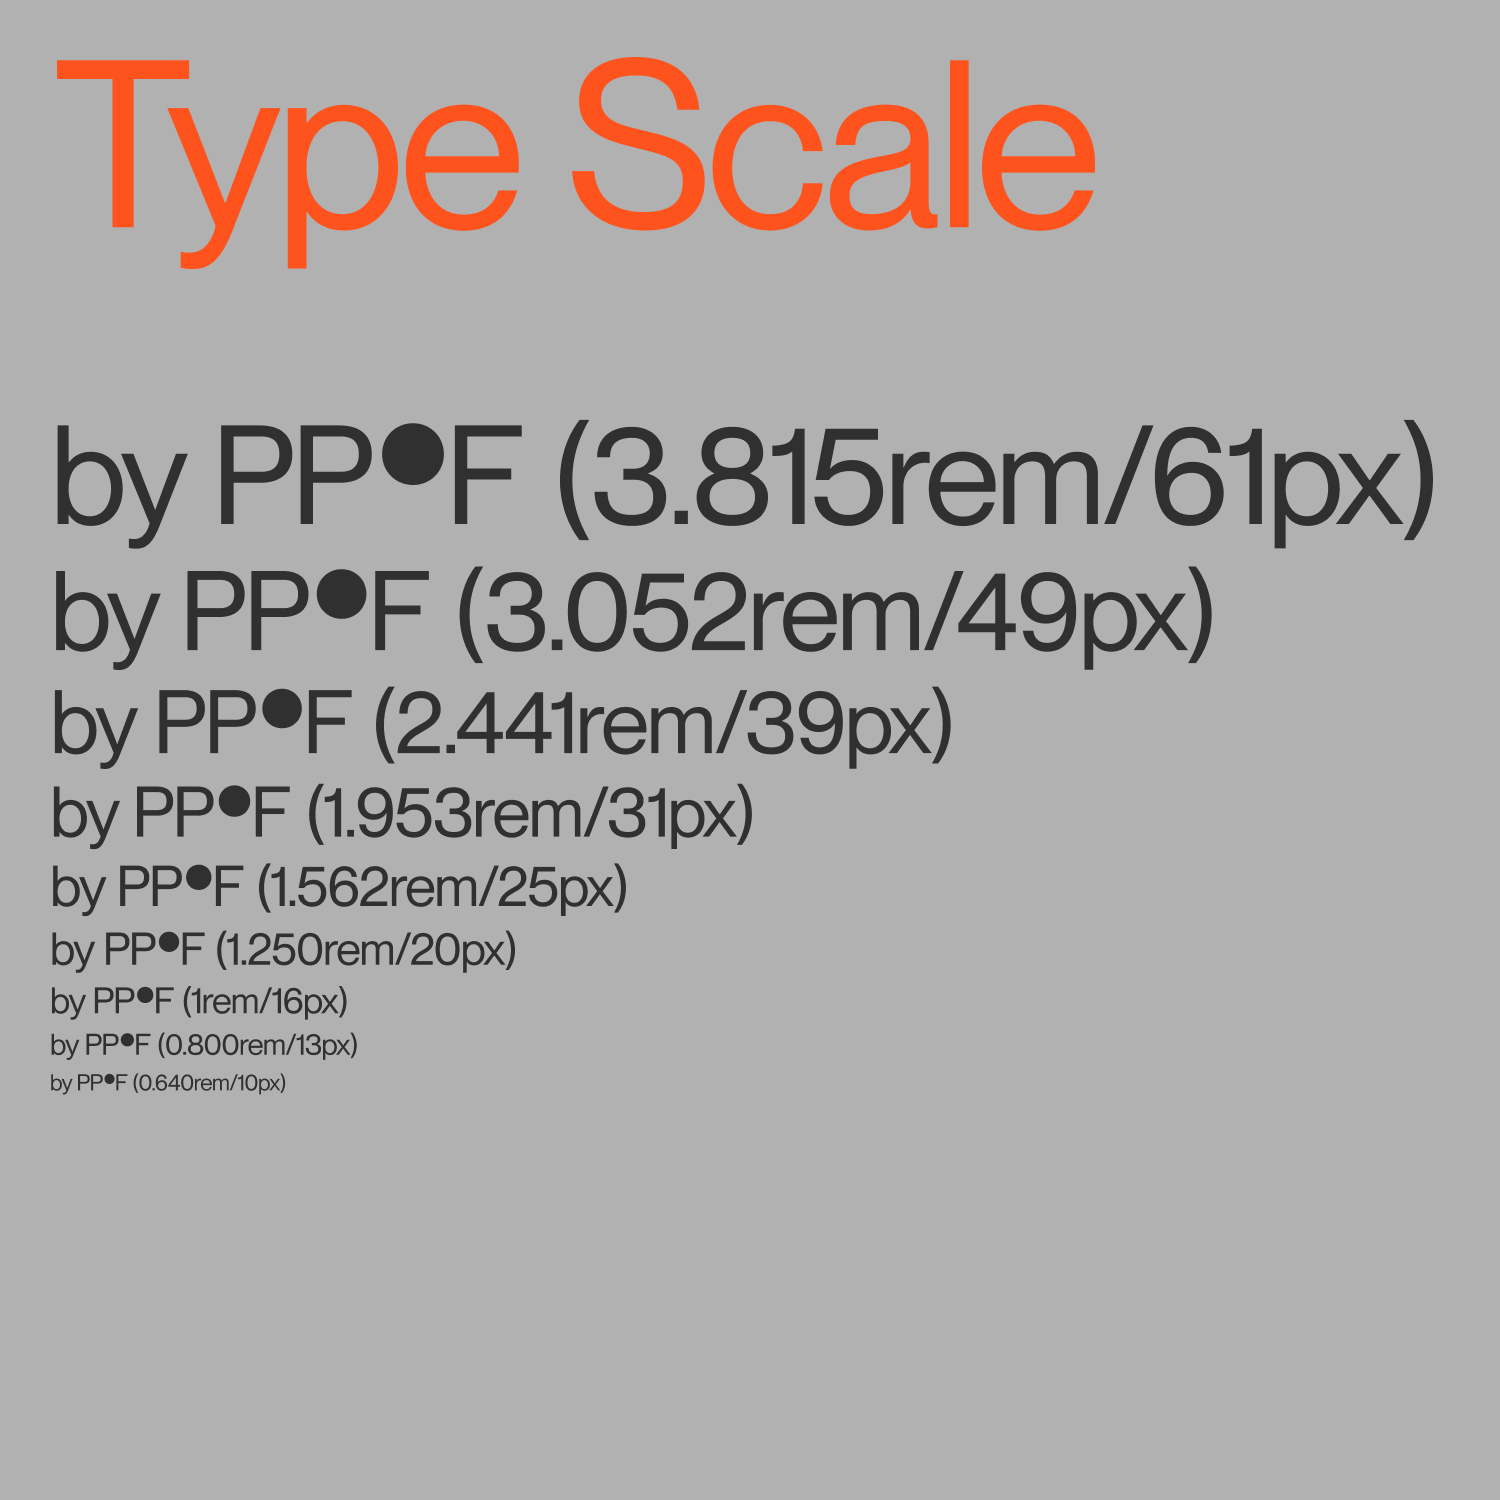 Type Scale
by PP●F (3.815rem/61px)
by PP●F (3.052rem/49px)
by PP●F (2.441rem/39px)
by PP●F (1.953rem/31px)
by PP●F (1.562rem/25px)
by PP●F (1.250rem/20px)
by PP●F (1rem/16px)
by PP●F (0.800rem/13px)
by PP●F (0.640rem/10px)